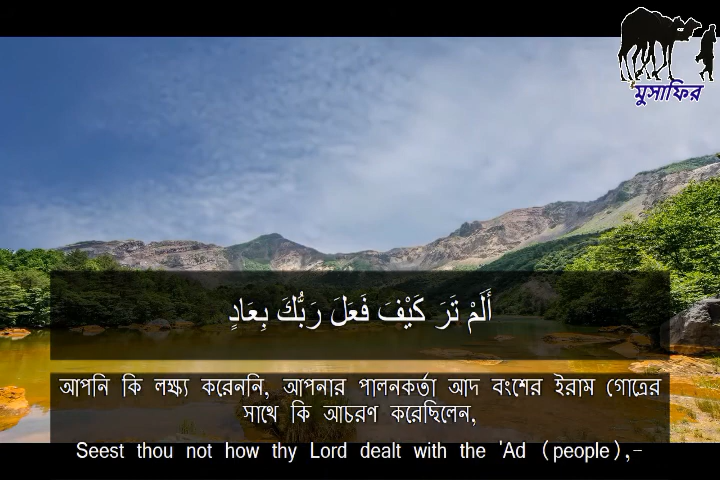 মুসাফির
أَلَمْ تَرَ كَيْفَ فَعَلَ رَبُّكَ بِعَادٍ
আপনি কি লক্ষ্য করেননি, আপনার পালনকর্তা আদ বংশের ইরাম গোত্রের
সাথে কি আচরণ করেছিলেন,
Seest thou not how thy Lord dealt with the 'Ad (people),-